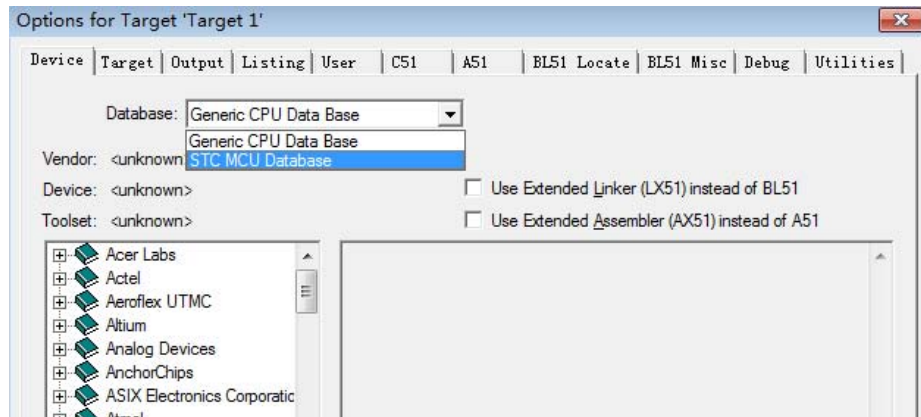 Options for Target 'Target 1'
Device Target Output Listing User C51 A51 BL51 Locate BL51 Misc Debug Utilities
Database: Generic CPU Data Base
Generic CPU Data Base
Vendor: <unknown STC MCU Database
Device: <unknown> Use Extended Linker (LX51) instead of BL51
Toolset: <unknown> Use Extended Assembler (AX51) instead of A51
Acer Labs
Actel
Aeroflex UTMC
Altium
Analog Devices
AnchorChips
ASIX Electronics Corporatic